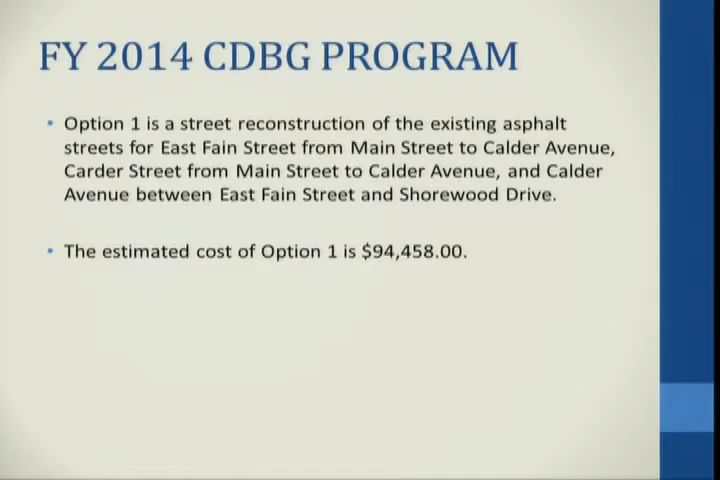 FY 2014 CDBG PROGRAM
• Option 1 is a street reconstruction of the existing asphalt
streets for East Fain Street from Main Street to Calder Avenue,
Carder Street from Main Street to Calder Avenue, and Calder
Avenue between East Fain Street and Shorewood Drive.
• The estimated cost of Option 1 is $94,458.00.